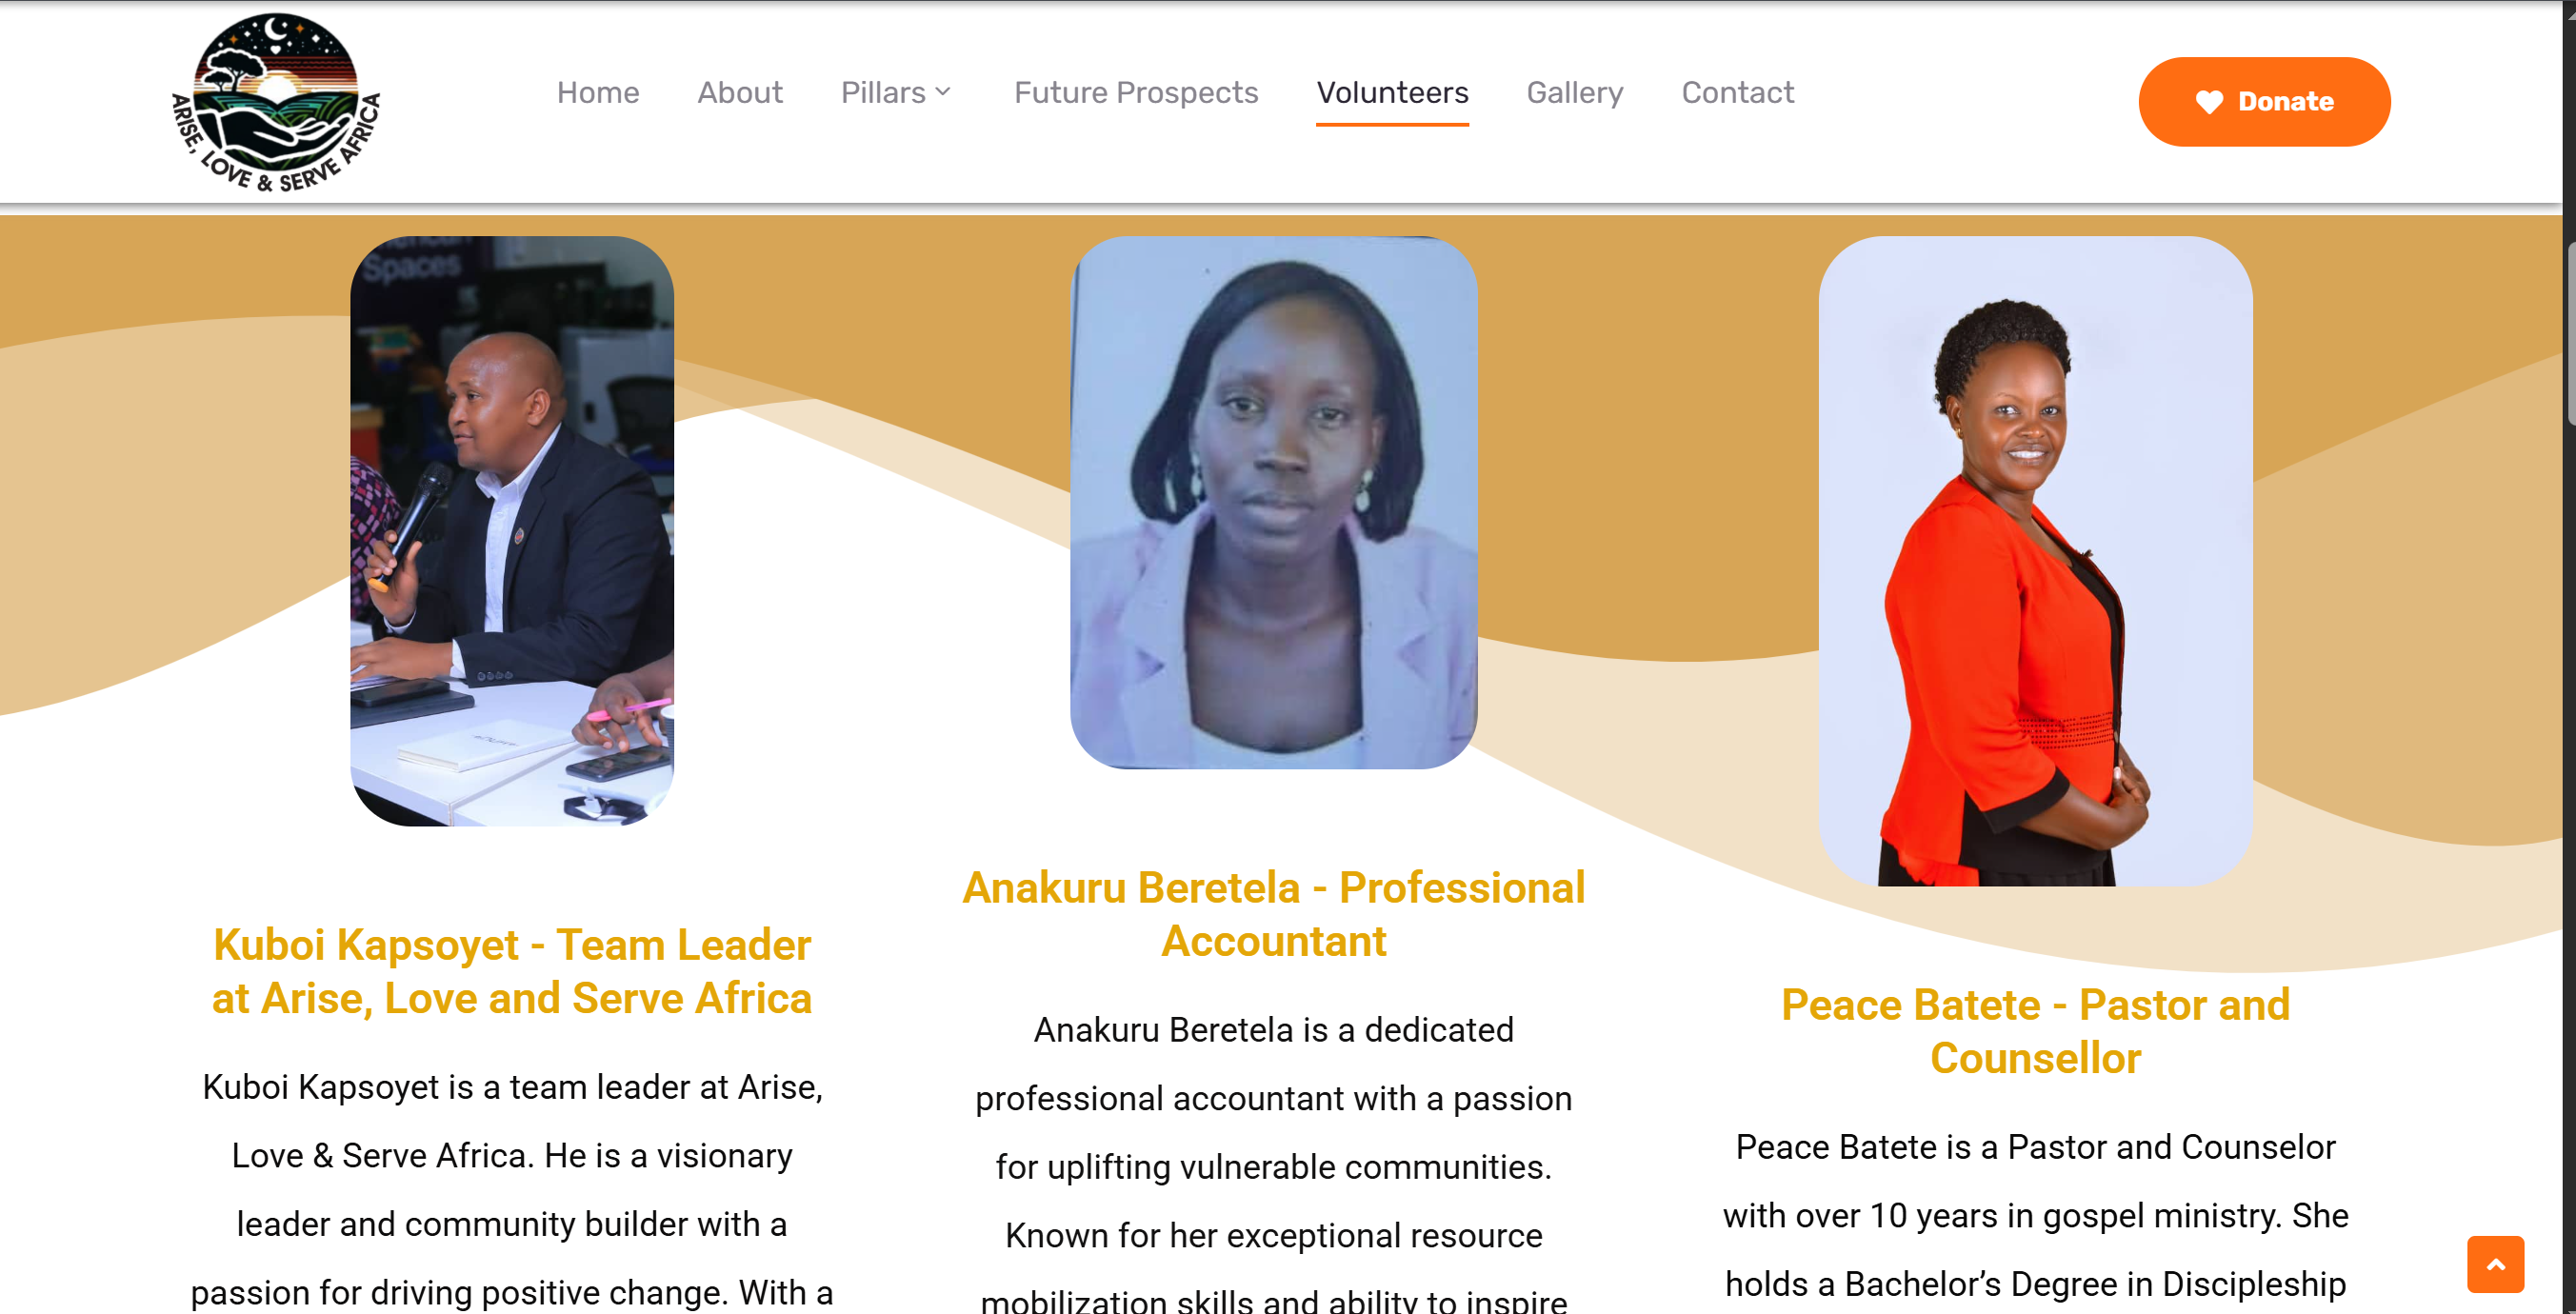 ARISE, LOVE & SERVE AFRICA
Home
About
Pillars
Future Prospects
Volunteers
Gallery
Contact
Donate
Spaces
Kuboi Kapsoyet - Team Leader
at Arise, Love and Serve Africa
Kuboi Kapsoyet is a team leader at Arise,
Love & Serve Africa. He is a visionary
leader and community builder with a
passion for driving positive change. With a
Anakuru Beretela - Professional
Accountant
Anakuru Beretela is a dedicated
professional accountant with a passion
for uplifting vulnerable communities.
Known for her exceptional resource
mobilization skills and ability to inspire
Peace Batete - Pastor and
Counsellor
Peace Batete is a Pastor and Counselor
with over 10 years in gospel ministry. She
holds a Bachelor’s Degree in Discipleship